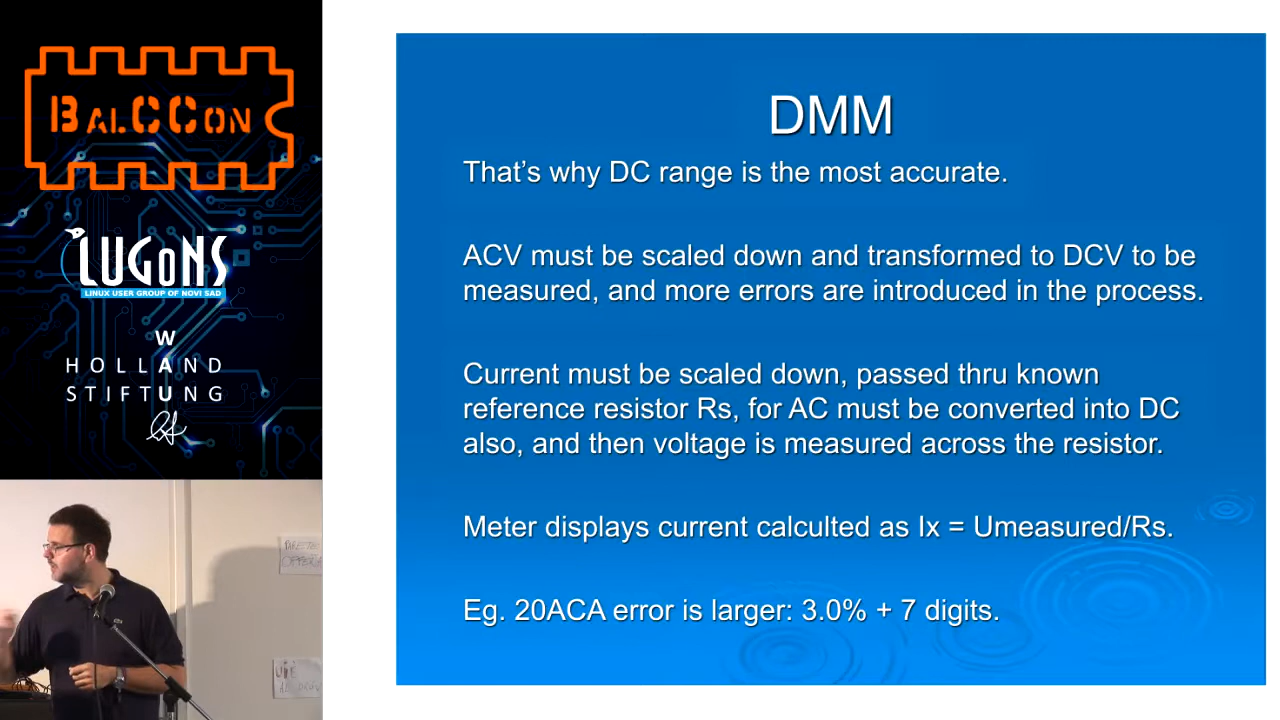 BALCCON
LUGONS
LINUX USER GROUP OF NOVI SAD
W
HOLLAND
STIFTUNG
DMM
That's why DC range is the most accurate.
ACV must be scaled down and transformed to DCV to be
measured, and more errors are introduced in the process.
Current must be scaled down, passed thru known
reference resistor Rs, for AC must be converted into DC
also, and then voltage is measured across the resistor.
Meter displays current calculted as Ix = Umeasured/Rs.
Eg. 20ACA error is larger: 3.0% + 7 digits.